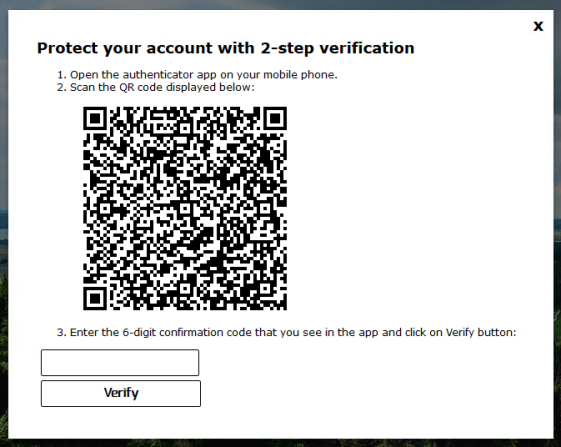 X
Protect your account with 2-step verification
1. Open the authenticator app on your mobile phone.
2. Scan the QR code displayed below:
3. Enter the 6-digit confirmation code that you see in the app and click on Verify button:
Verify